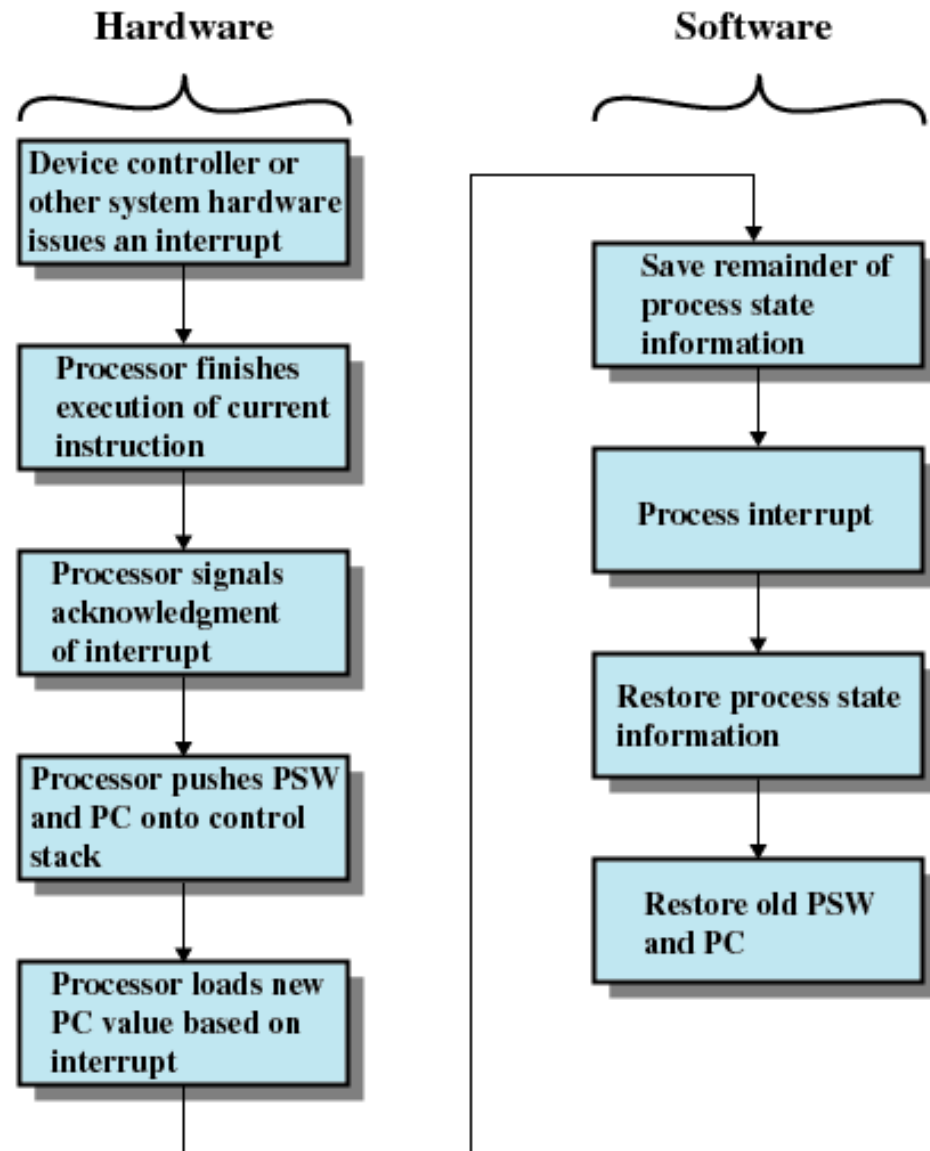 Hardware
Device controller or
other system hardware
issues an interrupt
Processor finishes
execution of current
instruction
Processor signals
acknowledgment
of interrupt
Processor pushes PSW
and PC onto control
stack
Processor loads new
PC value based on
interrupt
Software
Save remainder of
process state
information
Process interrupt
Restore process state
information
Restore old PSW
and PC